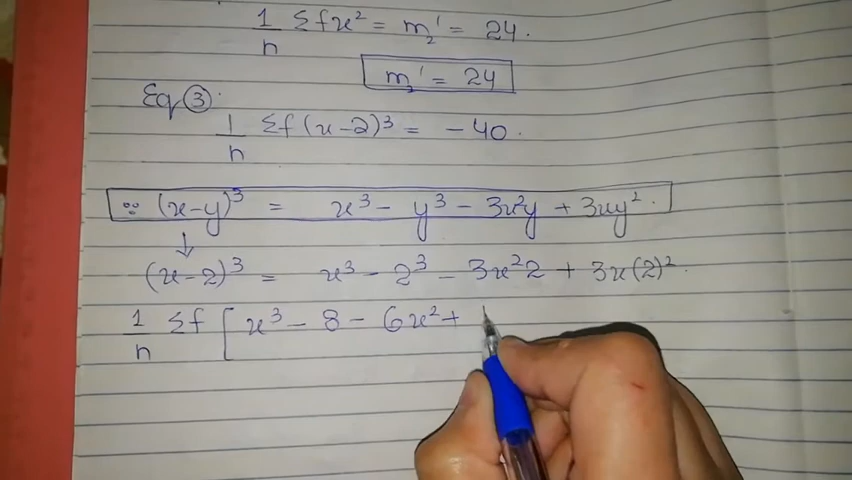 1/n Σfx² = m₂' = 24.
m₂' = 24
Eq ③.
1/n Σf(x-2)³ = -40.
∵ (x-y)³ = x³ - y³ - 3x²y + 3xy².
↓
(x-2)³ = x³ - 2³ - 3x²2 + 3x(2)².
1/n Σf [ x³ - 8 - 6x² +